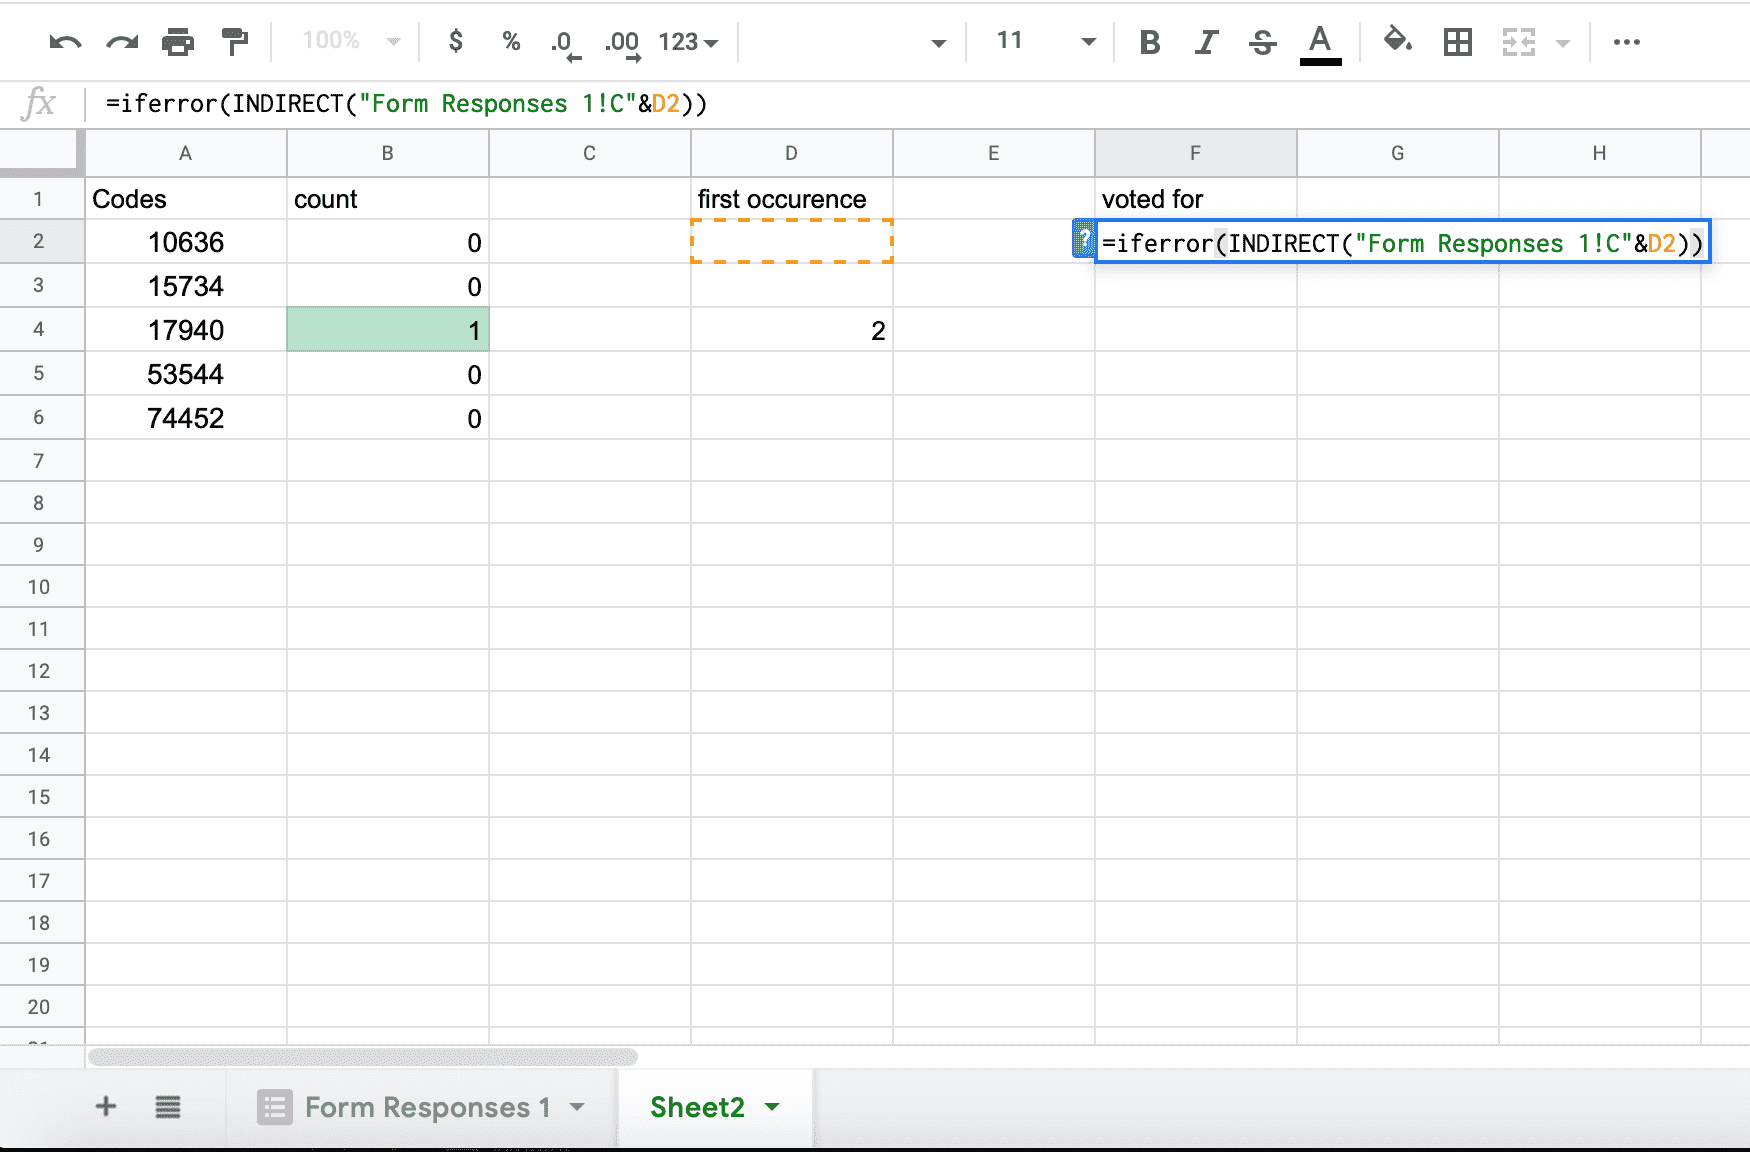 100% $ % .0 .00 123 11 B I S A
fx =iferror(INDIRECT("Form Responses 1!C"&D2))
A B C D E F G H
1 Codes count first occurence voted for
2 10636 0 ? =iferror(INDIRECT("Form Responses 1!C"&D2))
3 15734 0
4 17940 1 2
5 53544 0
6 74452 0
7
8
9
10
11
12
13
14
15
16
17
18
19
20
+ Form Responses 1 Sheet2